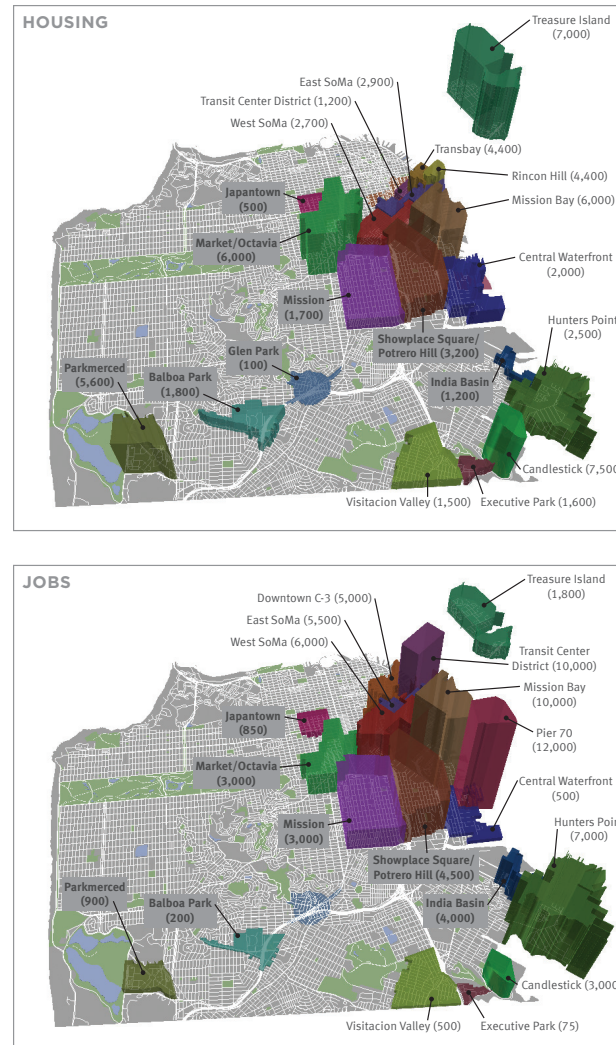 HOUSING
Treasure Island
(7,000)
East SoMa (2,900)
Transit Center District (1,200)
West SoMa (2,700)
Transbay (4,400)
Rincon Hill (4,400)
Japantown
(500)
Mission Bay (6,000)
Market/Octavia
(6,000)
Central Waterfront
(2,000)
Mission
(1,700)
Hunters Point
(2,500)
Showplace Square/
Potrero Hill (3,200)
Glen Park
(100)
Parkmerced
(5,600)
Balboa Park
(1,800)
India Basin
(1,200)
Candlestick (7,500
Visitacion Valley (1,500)
Executive Park (1,600)
JOBS
Treasure Island
(1,800)
Downtown C-3 (5,000)
East SoMa (5,500)
West SoMa (6,000)
Transit Center
District (10,000)
Mission Bay
(10,000)
Japantown
(850)
Pier 70
(12,000)
Market/Octavia
(3,000)
Central Waterfront
(500)
Mission
(3,000)
Hunters Point
(7,000)
Showplace Square/
Potrero Hill (4,500)
Parkmerced
(900)
Balboa Park
(200)
India Basin
(4,000)
Candlestick (3,000
Visitacion Valley (500)
Executive Park (75)